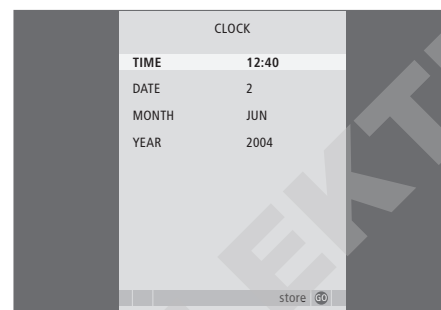 CLOCK
TIME 12:40
DATE 2
MONTH JUN
YEAR 2004
store GO